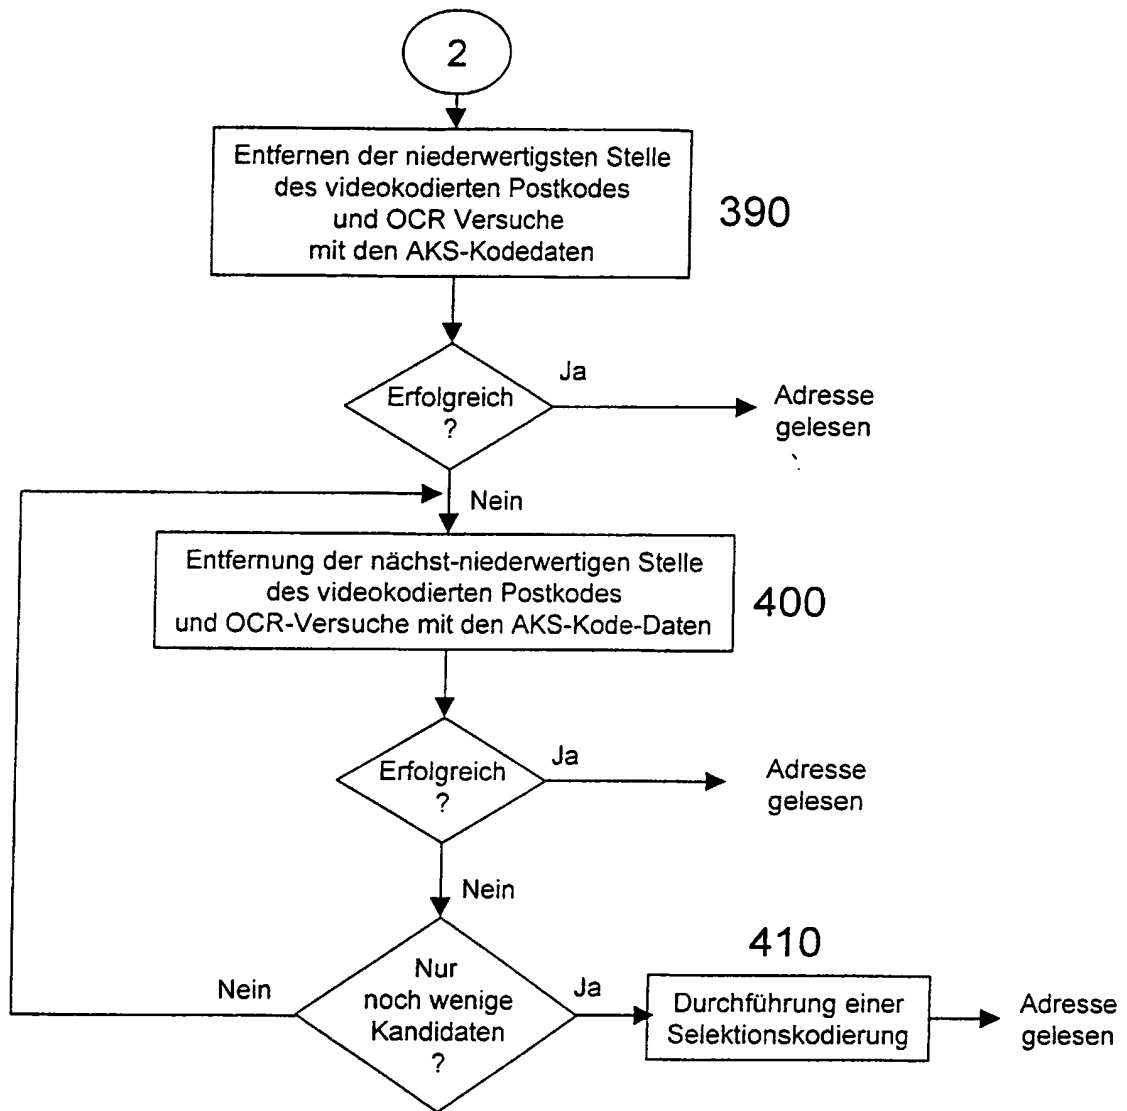 2
Entfernen der niederwertigsten Stelle
des videokodierten Postkodes
und OCR Versuche
mit den AKS-Kodedaten
390
Erfolgreich
?
Ja
Adresse
gelesen
Nein
Entfernung der nächst-niederwertigen Stelle
des videokodierten Postkodes
und OCR-Versuche mit den AKS-Kode-Daten
400
Erfolgreich
?
Ja
Adresse
gelesen
Nein
Nur
noch wenige
Kandidaten
?
Nein
Ja
410
Durchführung einer
Selektionskodierung
Adresse
gelesen